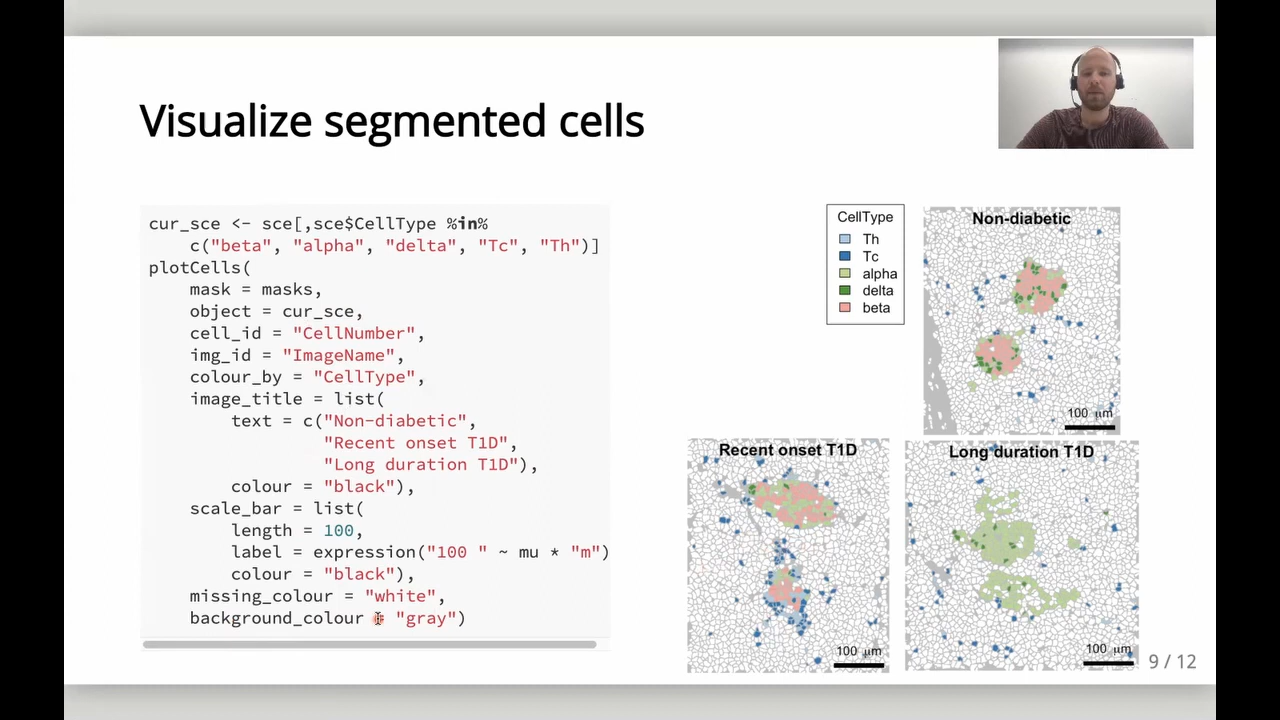 Visualize segmented cells
cur_sce <- sce[,sce$CellType %in%
c("beta", "alpha", "delta", "Tc", "Th")]
plotCells(
mask = masks,
object = cur_sce,
cell_id = "CellNumber",
img_id = "ImageName",
colour_by = "CellType",
image_title = list(
text = c("Non-diabetic",
"Recent onset T1D",
"Long duration T1D"),
colour = "black"),
scale_bar = list(
length = 100,
label = expression("100 " ~ mu * "m")
colour = "black"),
missing_colour = "white",
background_colour = "gray")
CellType
Th
Tc
alpha
delta
beta
Non-diabetic
100 μm
Recent onset T1D
100 μm
Long duration T1D
100 μm
9 / 12